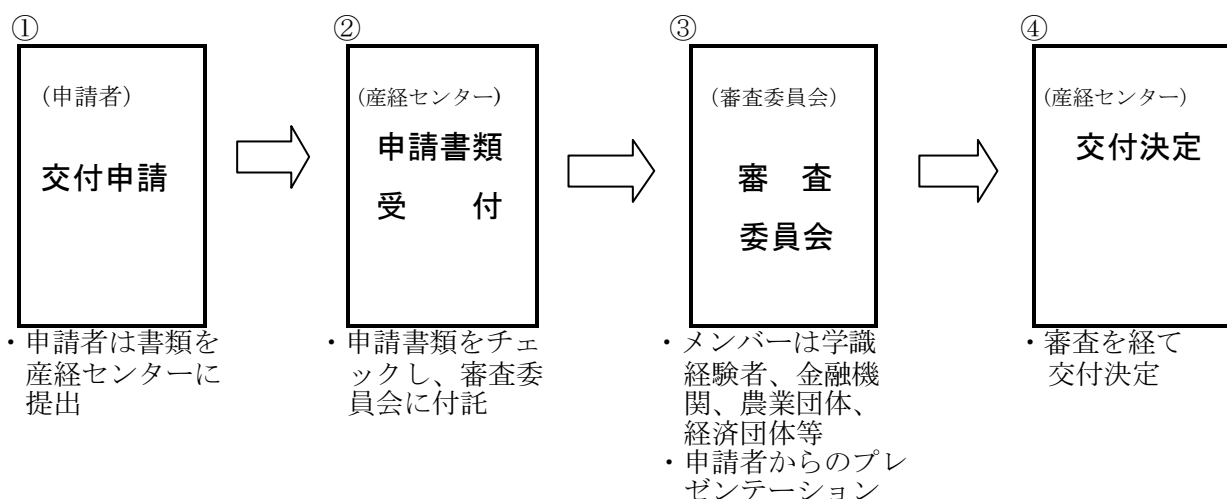 ①
(申請者)
交付申請
・申請者は書類を
産経センターに
提出
②
(産経センター)
申請書類
受　　付
・申請書類をチェ
ックし、審査委
員会に付託
③
(審査委員会)
審　査
委員会
・メンバーは学識
経験者、金融機
関、農業団体、
経済団体等
・申請者からのプレ
ゼンテーション
④
(産経センター)
交付決定
・審査を経て
交付決定